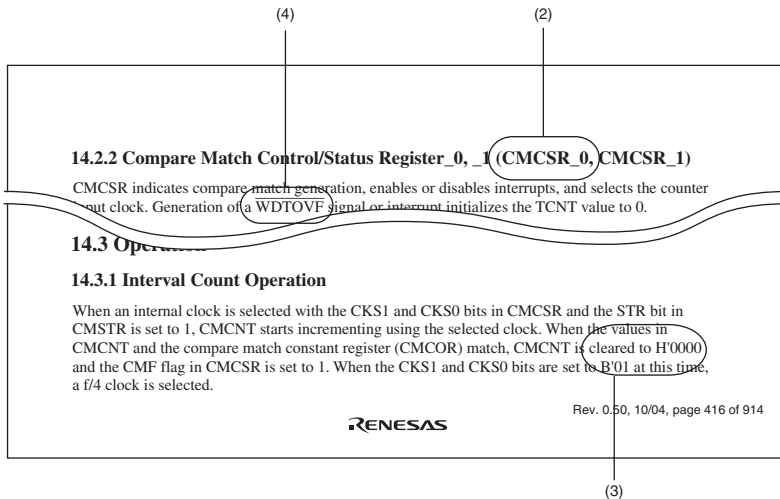 (4) (2)
14.2.2 Compare Match Control/Status Register_0, _1 (CMCSR_0, CMCSR_1)
CMCSR indicates compare match generation, enables or disables interrupts, and selects the counter
input clock. Generation of a WDTOVF signal or interrupt initializes the TCNT value to 0.
14.3 Operation
14.3.1 Interval Count Operation
When an internal clock is selected with the CKS1 and CKS0 bits in CMCSR and the STR bit in
CMSTR is set to 1, CMCNT starts incrementing using the selected clock. When the values in
CMCNT and the compare match constant register (CMCOR) match, CMCNT is cleared to H'0000
and the CMF flag in CMCSR is set to 1. When the CKS1 and CKS0 bits are set to B'01 at this time,
a f/4 clock is selected.
Rev. 0.50, 10/04, page 416 of 914
RENESAS
(3)